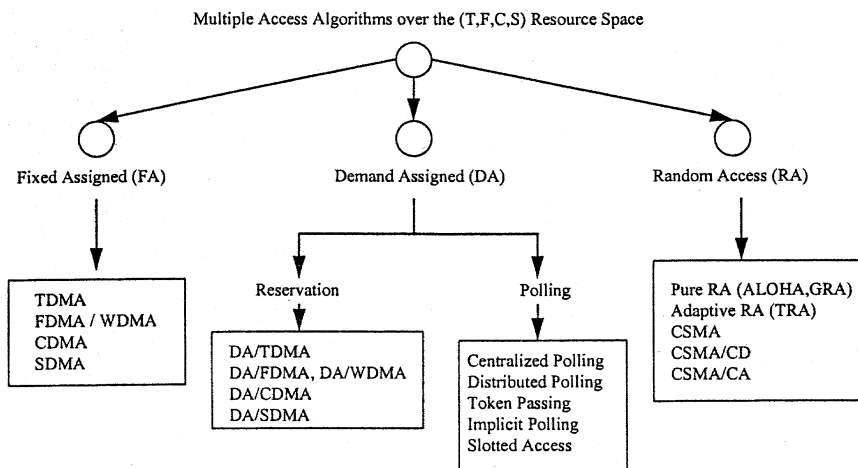 Multiple Access Algorithms over the (T,F,C,S) Resource Space
Fixed Assigned (FA)
Demand Assigned (DA)
Random Access (RA)
TDMA
FDMA / WDMA
CDMA
SDMA
Reservation
Polling
DA/TDMA
DA/FDMA, DA/WDMA
DA/CDMA
DA/SDMA
Centralized Polling
Distributed Polling
Token Passing
Implicit Polling
Slotted Access
Pure RA (ALOHA,GRA)
Adaptive RA (TRA)
CSMA
CSMA/CD
CSMA/CA